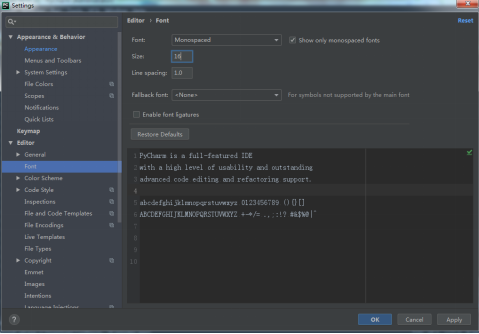 Settings
Editor › Font
Reset
Appearance & Behavior
Appearance
Menus and Toolbars
System Settings
File Colors
Scopes
Notifications
Quick Lists
Keymap
Editor
General
Font
Color Scheme
Code Style
Inspections
File and Code Templates
File Encodings
Live Templates
File Types
Copyright
Emmet
Images
Intentions
Language Injections
Font:
Monospaced
Show only monospaced fonts
Size:
18
Line spacing:
1.0
Fallback font:
<None>
For symbols not supported by the main font
Enable font ligatures
Restore Defaults
1 PyCharm is a full-featured IDE
2 with a high level of usability and outstanding
3 advanced code editing and refactoring support.
4
5 abcdefghijklmnopqrstuvwxyz 0123456789 (){}[]
6 ABCDEFGHIJKLMNOPQRSTUVWXYZ +-*/= .,;:!? #&$%@|^
7
8
9
10
?
OK
Cancel
Apply